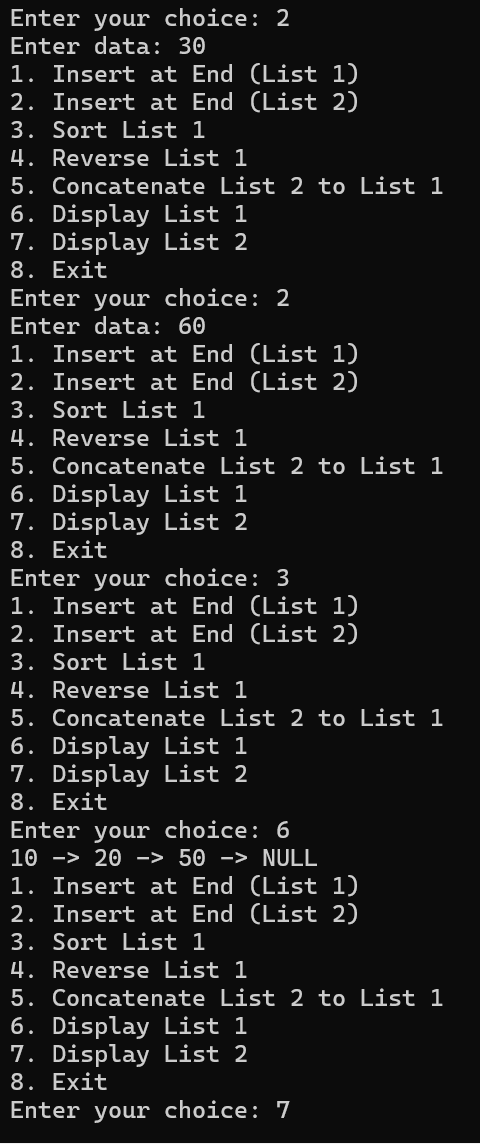 Enter your choice: 2
Enter data: 30
1. Insert at End (List 1)
2. Insert at End (List 2)
3. Sort List 1
4. Reverse List 1
5. Concatenate List 2 to List 1
6. Display List 1
7. Display List 2
8. Exit
Enter your choice: 2
Enter data: 60
1. Insert at End (List 1)
2. Insert at End (List 2)
3. Sort List 1
4. Reverse List 1
5. Concatenate List 2 to List 1
6. Display List 1
7. Display List 2
8. Exit
Enter your choice: 3
1. Insert at End (List 1)
2. Insert at End (List 2)
3. Sort List 1
4. Reverse List 1
5. Concatenate List 2 to List 1
6. Display List 1
7. Display List 2
8. Exit
Enter your choice: 6
10 -> 20 -> 50 -> NULL
1. Insert at End (List 1)
2. Insert at End (List 2)
3. Sort List 1
4. Reverse List 1
5. Concatenate List 2 to List 1
6. Display List 1
7. Display List 2
8. Exit
Enter your choice: 7